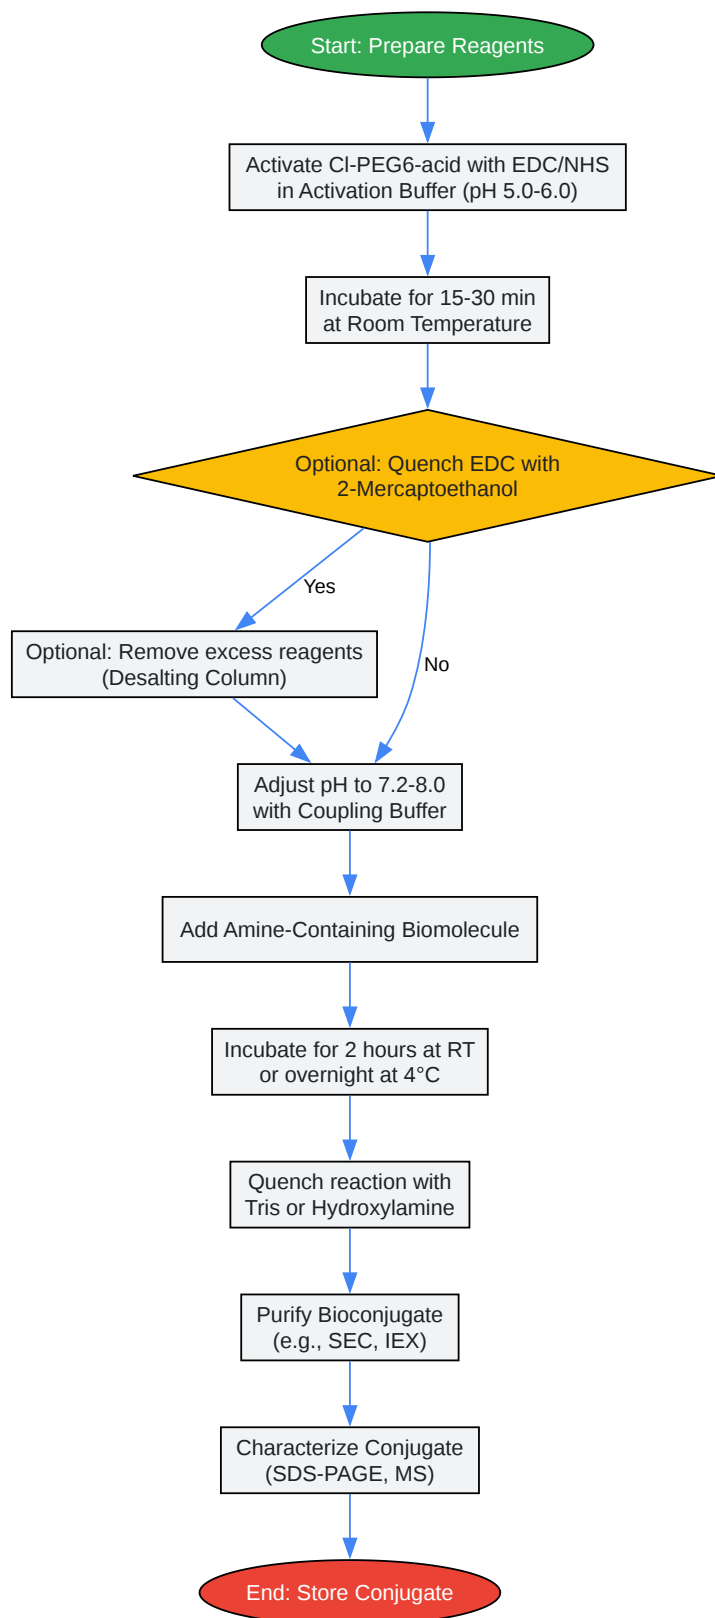 Start: Prepare Reagents
Activate Cl-PEG6-acid with EDC/NHS
in Activation Buffer (pH 5.0-6.0)
Incubate for 15-30 min
at Room Temperature
Optional: Quench EDC with
2-Mercaptoethanol
Yes
Optional: Remove excess reagents
(Desalting Column)
No
Adjust pH to 7.2-8.0
with Coupling Buffer
Add Amine-Containing Biomolecule
Incubate for 2 hours at RT
or overnight at 4°C
Quench reaction with
Tris or Hydroxylamine
Purify Bioconjugate
(e.g., SEC, IEX)
Characterize Conjugate
(SDS-PAGE, MS)
End: Store Conjugate